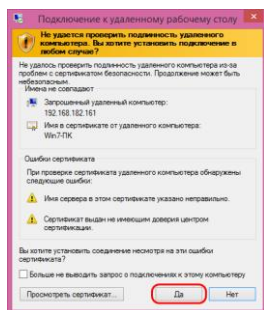 Подключение к удаленному рабочему столу
Не удается проверить подлинность удаленного
компьютера. Вы хотите установить подключение в
любом случае?
Не удалось проверить подлинность удаленного компьютера из-за
проблем с сертификатом безопасности. Продолжение может быть
небезопасным.
Имена не совпадают
Запрошенный удаленный компьютер:
192.168.182.161
Имя в сертификате от удаленного компьютера:
Win7-ПК
Ошибки сертификата
При проверке сертификата удаленного компьютера обнаружены
следующие ошибки:
Имя сервера в этом сертификате указано неправильно.
Сертификат выдан не имеющим доверия центром
сертификации.
Вы хотите установить соединение несмотря на эти ошибки
сертификата?
Больше не выводить запрос о подключениях к этому компьютеру
Просмотреть сертификат...
Да
Нет